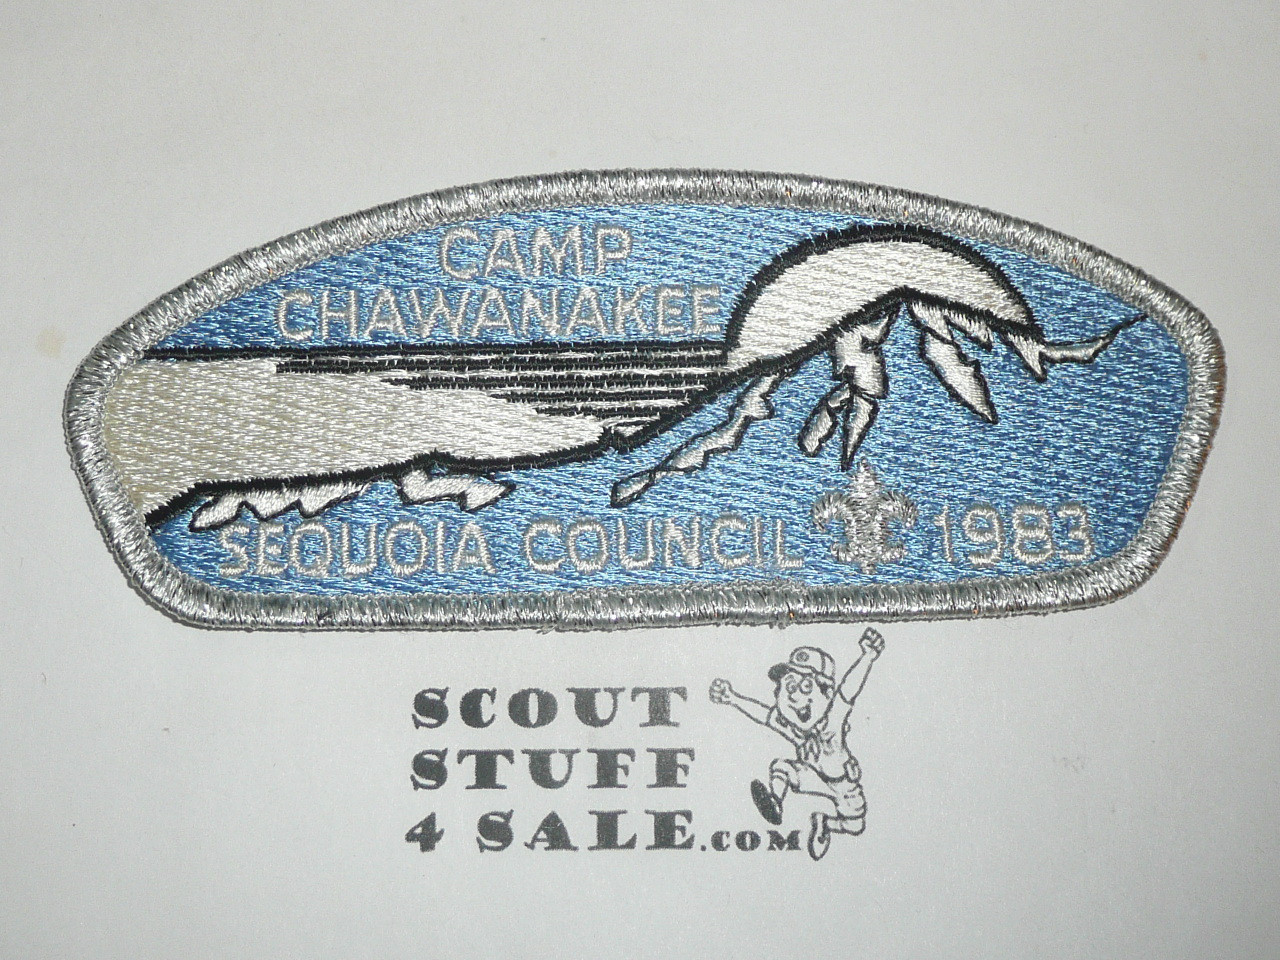 CAMP
CHAWANAKEE
SEQUOIA COUNCIL 1983
SCOUT
STUFF
4 SALE.COM